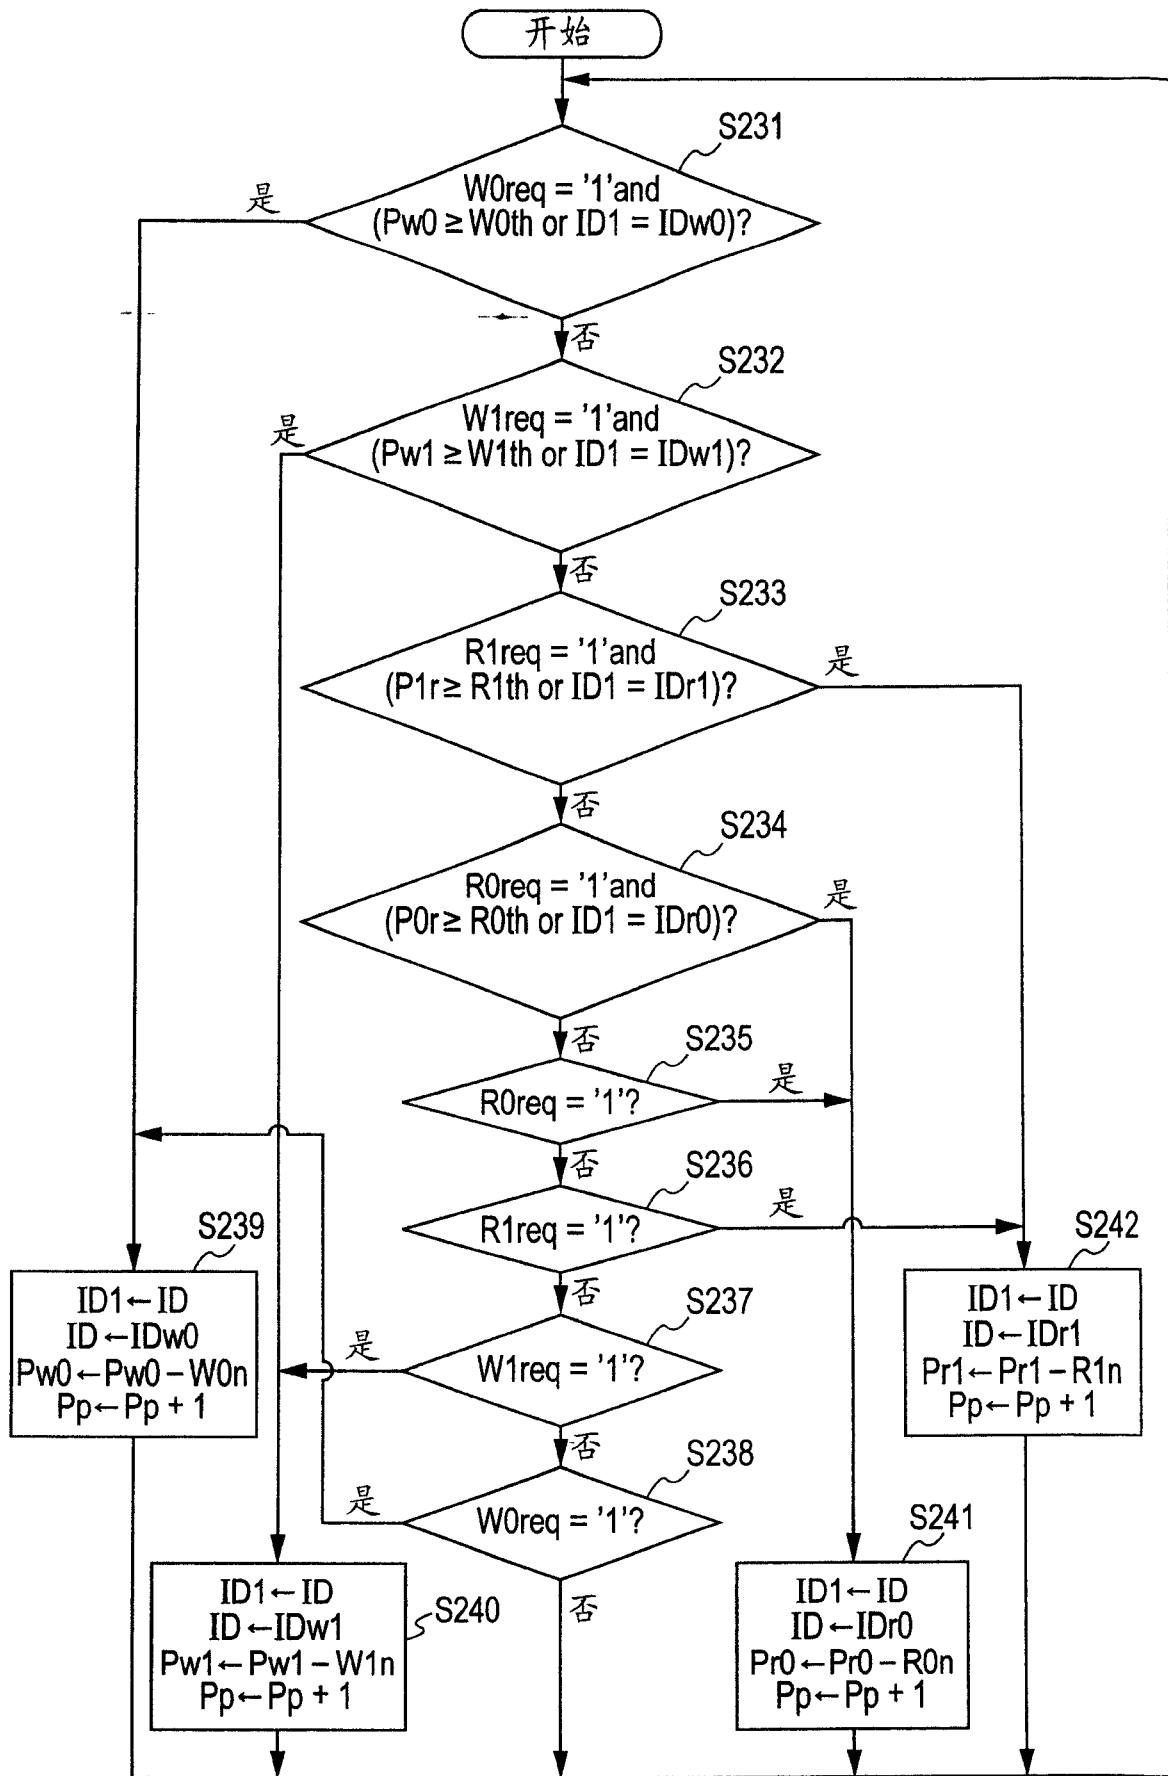 开始
S231
W0req = '1'and
(Pw0 ≥ W0th or ID1 = IDw0)?
是
否
S232
W1req = '1'and
(Pw1 ≥ W1th or ID1 = IDw1)?
是
否
S233
R1req = '1'and
(P1r ≥ R1th or ID1 = IDr1)?
是
否
S234
R0req = '1'and
(P0r ≥ R0th or ID1 = IDr0)?
是
否
S235
R0req = '1'?
是
否
S236
R1req = '1'?
是
否
S237
W1req = '1'?
是
否
S238
W0req = '1'?
是
否
S239
ID1←ID
ID←IDw0
Pw0←Pw0 − W0n
Pp←Pp + 1
S242
ID1←ID
ID←IDr1
Pr1←Pr1 − R1n
Pp←Pp + 1
S240
ID1←ID
ID←IDw1
Pw1←Pw1 − W1n
Pp←Pp + 1
S241
ID1←ID
ID←IDr0
Pr0←Pr0 − R0n
Pp←Pp + 1